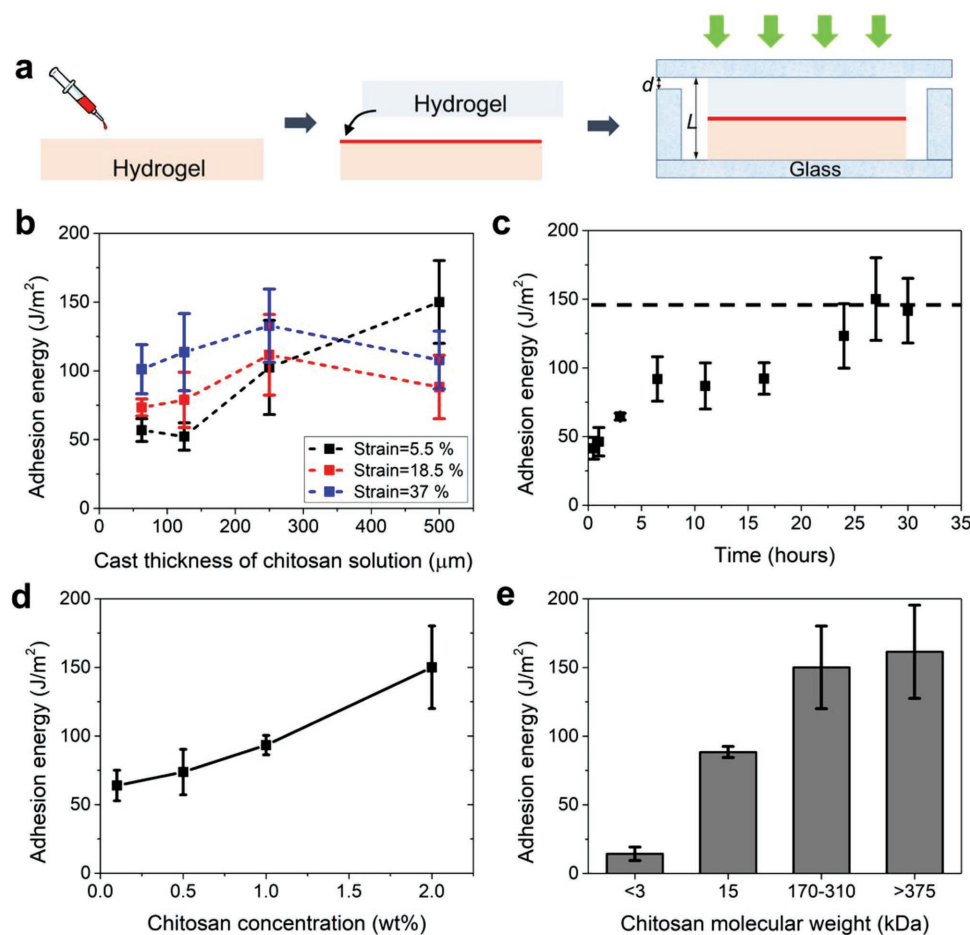 a
Hydrogel
Hydrogel
d
L
Glass
b
Adhesion energy (J/m²)
200
150
100
50
0
Strain=5.5 %
Strain=18.5 %
Strain=37 %
0 100 200 300 400 500
Cast thickness of chitosan solution (μm)
c
Adhesion energy (J/m²)
200
150
100
50
0
0 5 10 15 20 25 30 35
Time (hours)
d
Adhesion energy (J/m²)
200
150
100
50
0
0.0 0.5 1.0 1.5 2.0
Chitosan concentration (wt%)
e
Adhesion energy (J/m²)
200
150
100
50
0
<3 15 170-310 >375
Chitosan molecular weight (kDa)